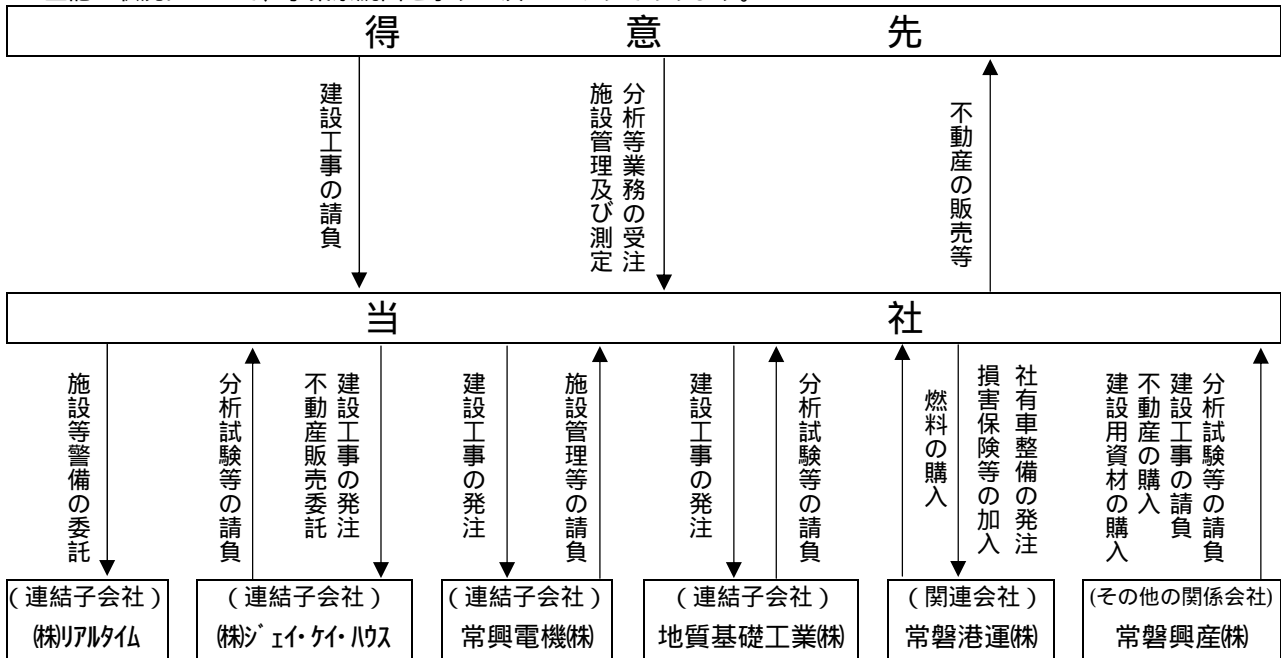 得意先
建設工事の請負
分析等業務の受注
施設管理及び測定
不動産の販売等
当社
施設等警備の委託
分析試験等の請負
建設工事の発注
不動産販売委託
建設工事の発注
施設管理等の請負
建設工事の発注
分析試験等の請負
燃料の購入
社有車整備の発注
損害保険等の加入
分析試験等の請負
建設工事の請負
不動産の購入
建設用資材の購入
(連結子会社)
㈱リアルタイム
(連結子会社)
㈱ジェイ・ケイ・ハウス
(連結子会社)
常興電機㈱
(連結子会社)
地質基礎工業㈱
(関連会社)
常磐港運㈱
(その他の関係会社)
常磐興産㈱